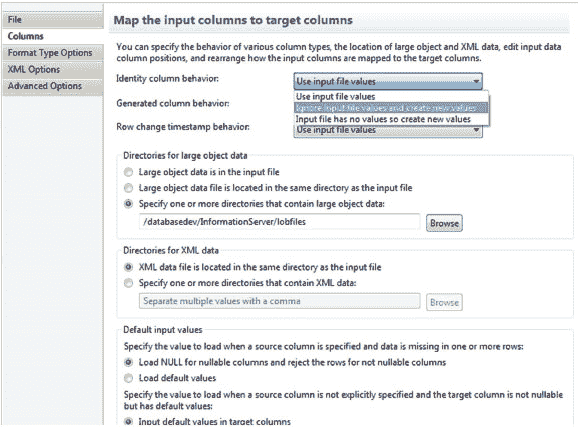 File
Columns
Format Type Options
XML Options
Advanced Options
Map the input columns to target columns
You can specify the behavior of various column types, the location of large object and XML data, edit input data
column positions, and rearrange how the input columns are mapped to the target columns.
Identity column behavior:
Use input file values
Use input file values
Ignore input file values and create new values
Input file has no values so create new values
Generated column behavior:
Row change timestamp behavior:
Use input file values
Directories for large object data
Large object data is in the input file
Large object data file is located in the same directory as the input file
Specify one or more directories that contain large object data:
/databasedev/InformationServer/lobfiles
Browse
Directories for XML data
XML data file is located in the same directory as the input file
Specify one or more directories that contain XML data:
Separate multiple values with a comma
Browse
Default input values
Specify the value to load when a source column is specified and data is missing in one or more rows:
Load NULL for nullable columns and reject the rows for not nullable columns
Load default values
Specify the value to load when a source column is not explicitly specified and the target column is not nullable
but has default values:
Input default values in target columns